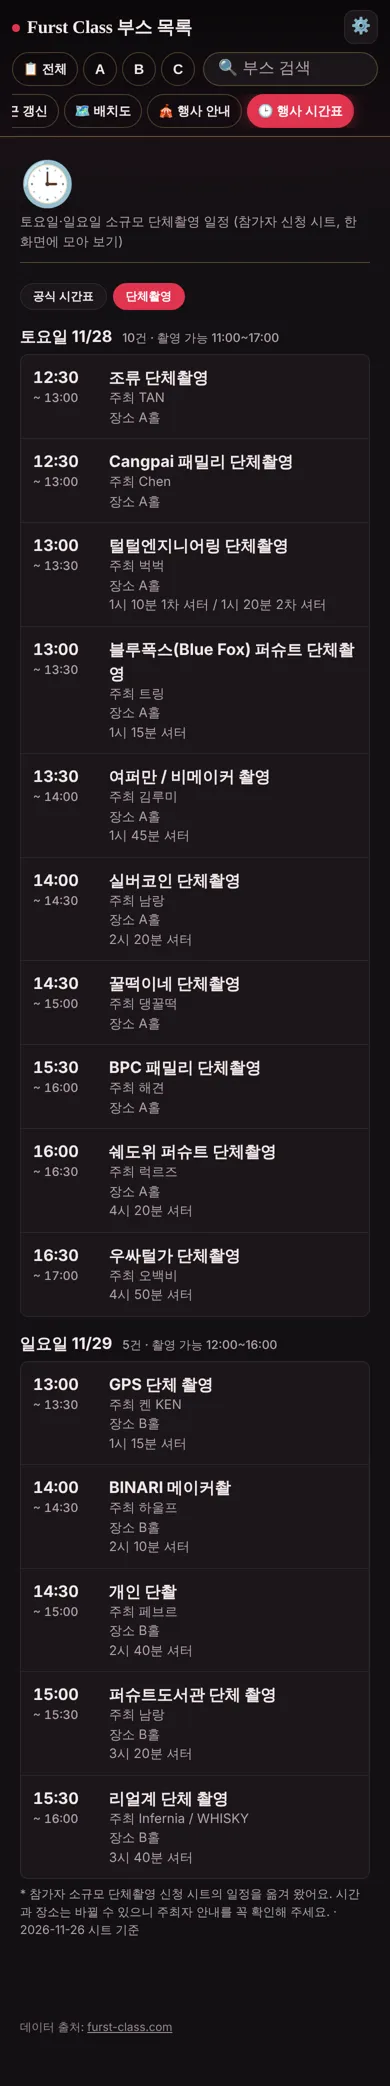 Furst Class 부스 목록
⚙️
📋 전체 A B C 🔍 부스 검색
근 갱신 🗺️ 배치도 🎪 행사 안내 🕒 행사 시간표
토요일·일요일 소규모 단체촬영 일정 (참가자 신청 시트, 한
화면에 모아 보기)
공식 시간표 단체촬영
토요일 11/28 10건 · 촬영 가능 11:00~17:00
12:30 조류 단체촬영
~ 13:00 주최 TAN
장소 A홀
12:30 Cangpai 패밀리 단체촬영
~ 13:00 주최 Chen
장소 A홀
13:00 털털엔지니어링 단체촬영
~ 13:30 주최 벅벅
장소 A홀
1시 10분 1차 셔터 / 1시 20분 2차 셔터
13:00 블루폭스(Blue Fox) 퍼슈트 단체촬
영
~ 13:30 주최 트링
장소 A홀
1시 15분 셔터
13:30 여퍼만 / 비메이커 촬영
~ 14:00 주최 김루미
장소 A홀
1시 45분 셔터
14:00 실버코인 단체촬영
~ 14:30 주최 남랑
장소 A홀
2시 20분 셔터
14:30 꿀떡이네 단체촬영
~ 15:00 주최 댕꿀떡
장소 A홀
15:30 BPC 패밀리 단체촬영
~ 16:00 주최 해견
장소 A홀
16:00 쉐도위 퍼슈트 단체촬영
~ 16:30 주최 럭르즈
장소 A홀
4시 20분 셔터
16:30 우싸털가 단체촬영
~ 17:00 주최 오백비
4시 50분 셔터
일요일 11/29 5건 · 촬영 가능 12:00~16:00
13:00 GPS 단체 촬영
~ 13:30 주최 켄 KEN
장소 B홀
1시 15분 셔터
14:00 BINARI 메이커촬
~ 14:30 주최 하울프
장소 B홀
2시 10분 셔터
14:30 개인 단촬
~ 15:00 주최 페브르
장소 B홀
2시 40분 셔터
15:00 퍼슈트도서관 단체 촬영
~ 15:30 주최 남랑
장소 B홀
3시 20분 셔터
15:30 리얼계 단체 촬영
~ 16:00 주최 Infernia / WHISKY
장소 B홀
3시 40분 셔터
* 참가자 소규모 단체촬영 신청 시트의 일정을 옮겨 왔어요. 시간
과 장소는 바뀔 수 있으니 주최자 안내를 꼭 확인해 주세요. ·
2026-11-26 시트 기준
데이터 출처: furst-class.com